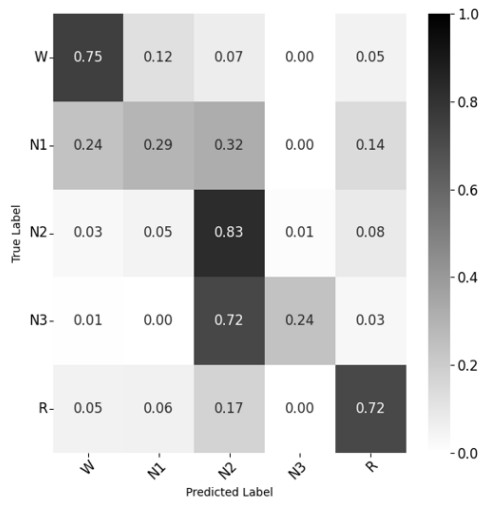 W 0.75 0.12 0.07 0.00 0.05 1.0
N1 0.24 0.29 0.32 0.00 0.14 0.8
N2 0.03 0.05 0.83 0.01 0.08 0.6
N3 0.01 0.00 0.72 0.24 0.03 0.4
R 0.05 0.06 0.17 0.00 0.72 0.2
0.0
True Label
W N1 N2 N3 R
Predicted Label